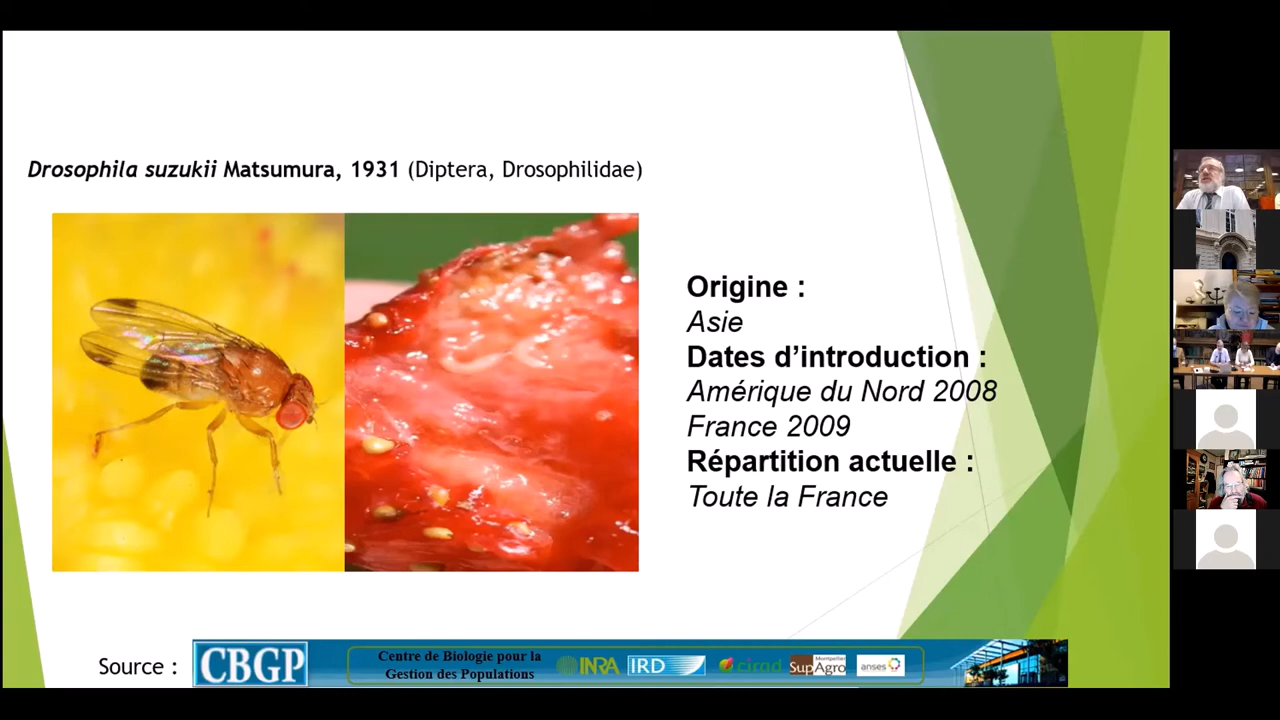 Drosophila suzukii Matsumura, 1931 (Diptera, Drosophilidae)
Origine :
Asie
Dates d’introduction :
Amérique du Nord 2008
France 2009
Répartition actuelle :
Toute la France
Source :
CBGP
Centre de Biologie pour la
Gestion des Populations
INRA
IRD
cirad
Montpellier
SupAgro
anses